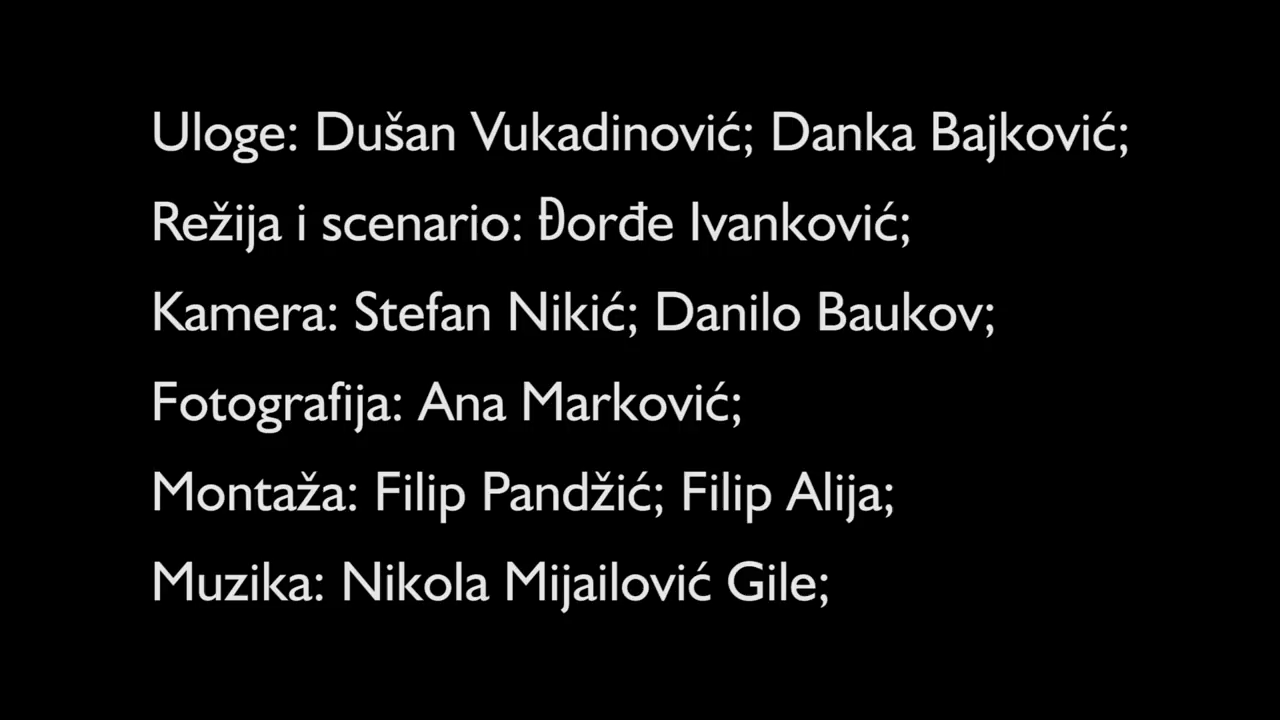 Uloge: Dušan Vukadinović; Danka Bajković;
Režija i scenario: Đorđe Ivanković;
Kamera: Stefan Nikić; Danilo Baukov;
Fotografija: Ana Marković;
Montaža: Filip Pandžić; Filip Alija;
Muzika: Nikola Mijailović Gile;